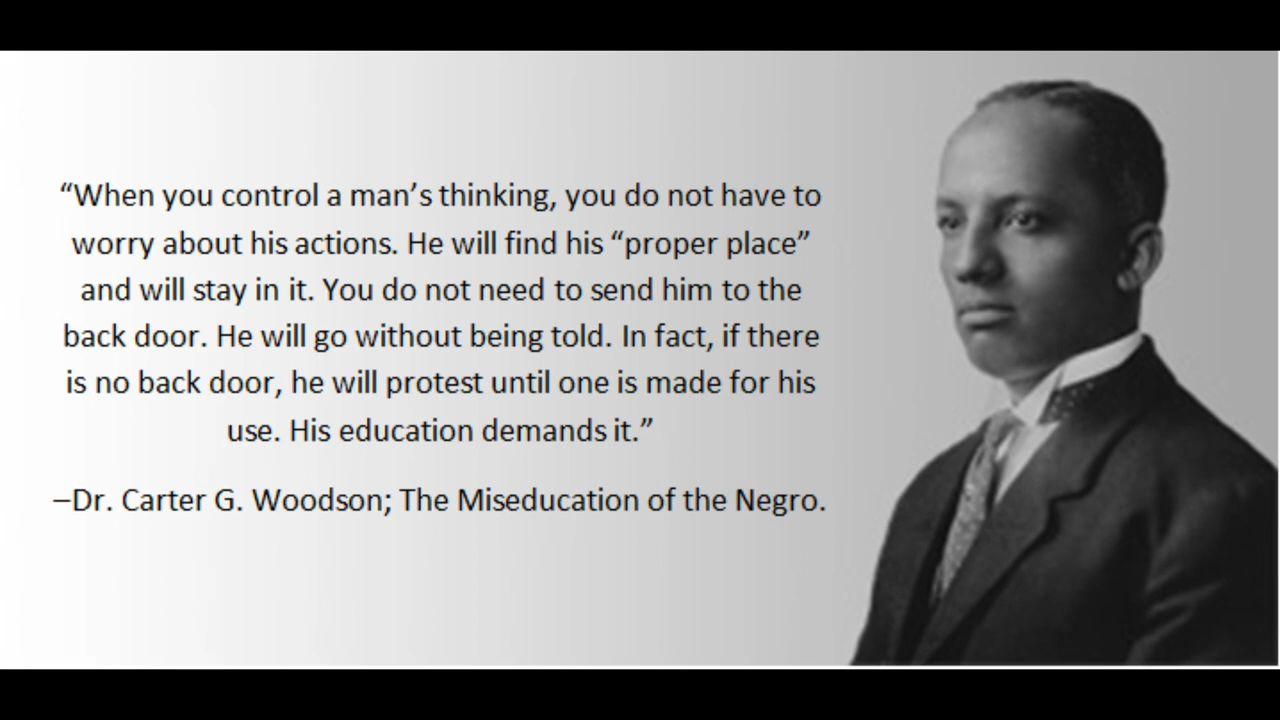 “When you control a man’s thinking, you do not have to
worry about his actions. He will find his “proper place”
and will stay in it. You do not need to send him to the
back door. He will go without being told. In fact, if there
is no back door, he will protest until one is made for his
use. His education demands it.”
–Dr. Carter G. Woodson; The Miseducation of the Negro.